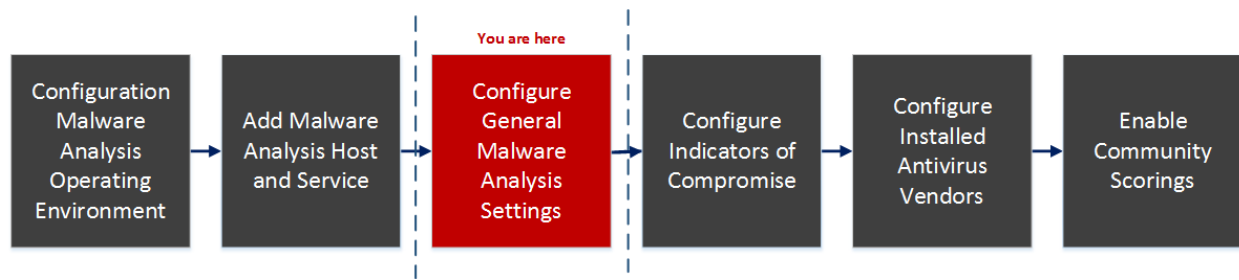 You are here
Configuration
Malware
Analysis
Operating
Environment
Add Malware
Analysis Host
and Service
Configure
General
Malware
Analysis
Settings
Configure
Indicators of
Compromise
Configure
Installed
Antivirus
Vendors
Enable
Community
Scorings